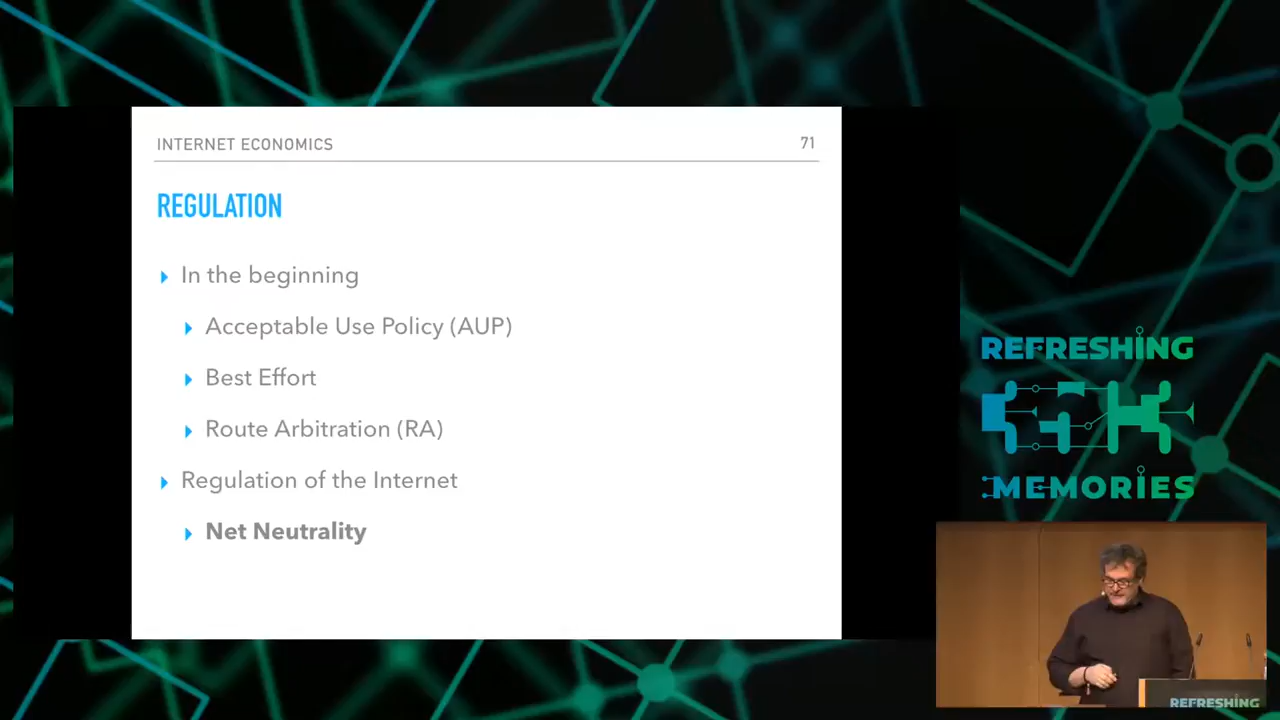 INTERNET ECONOMICS
71
REGULATION
In the beginning
Acceptable Use Policy (AUP)
Best Effort
Route Arbitration (RA)
Regulation of the Internet
Net Neutrality
REFRESHING
MEMORIES
REFRESHING